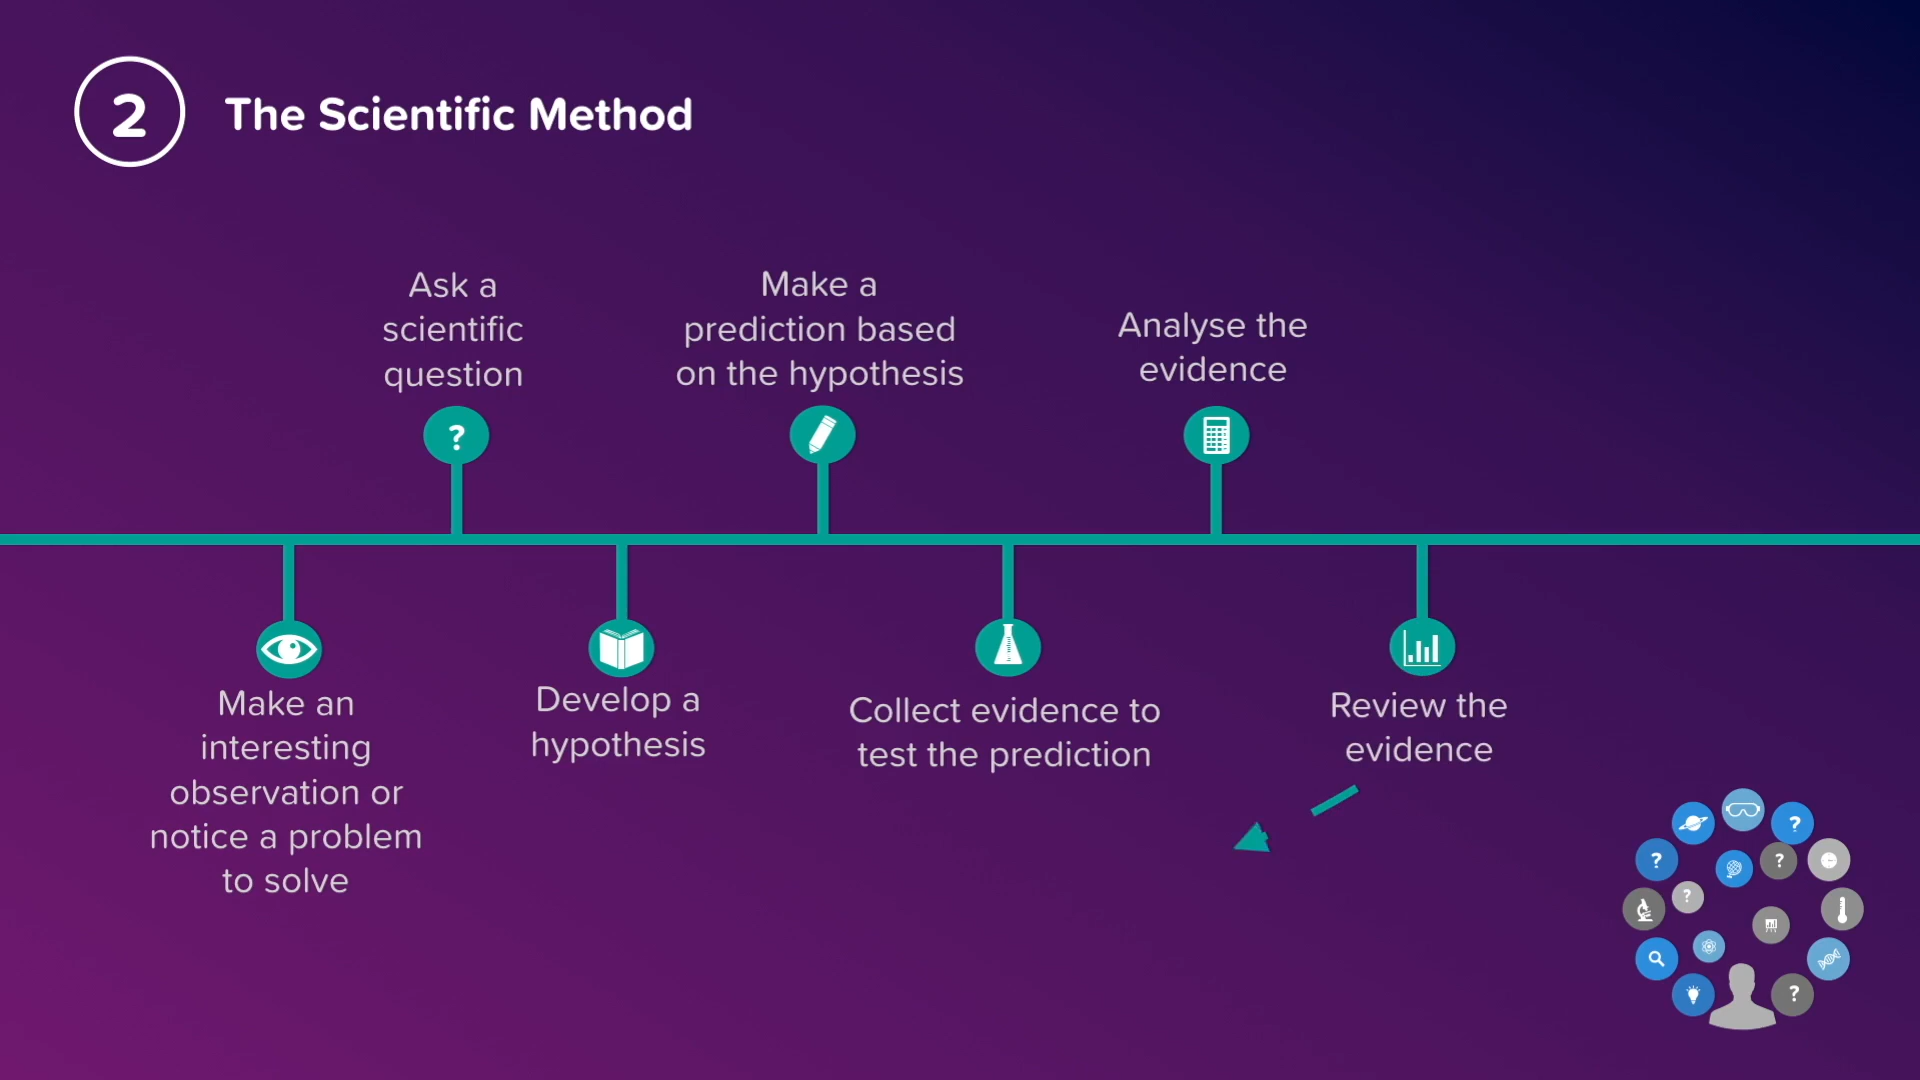 2
The Scientific Method
Ask a
scientific
question
Make a
prediction based
on the hypothesis
Analyse the
evidence
?
Make an
interesting
observation or
notice a problem
to solve
Develop a
hypothesis
Collect evidence to
test the prediction
Review the
evidence
?
?
?
?
?